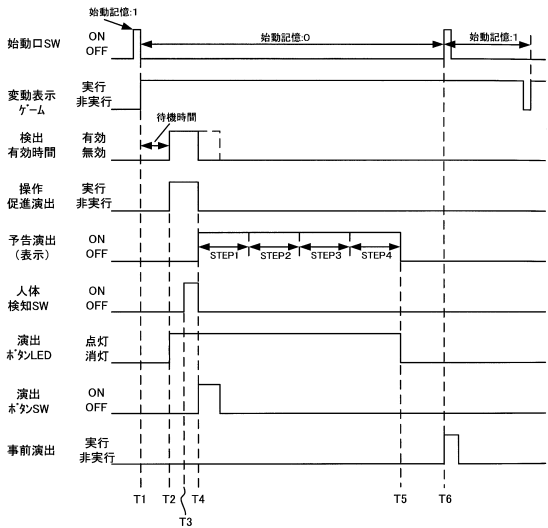 始動記憶:1
始動口SW
ON
OFF
始動記憶:0
始動記憶:1
変動表示
ゲーム
実行
非実行
待機時間
検出
有効時間
有効
無効
操作
促進演出
実行
非実行
予告演出
(表示)
ON
OFF
STEP1 STEP2 STEP3 STEP4
人体
検知SW
ON
OFF
演出
ボタンLED
点灯
消灯
演出
ボタンSW
ON
OFF
事前演出
実行
非実行
T1 T2 T4 T5 T6
T3